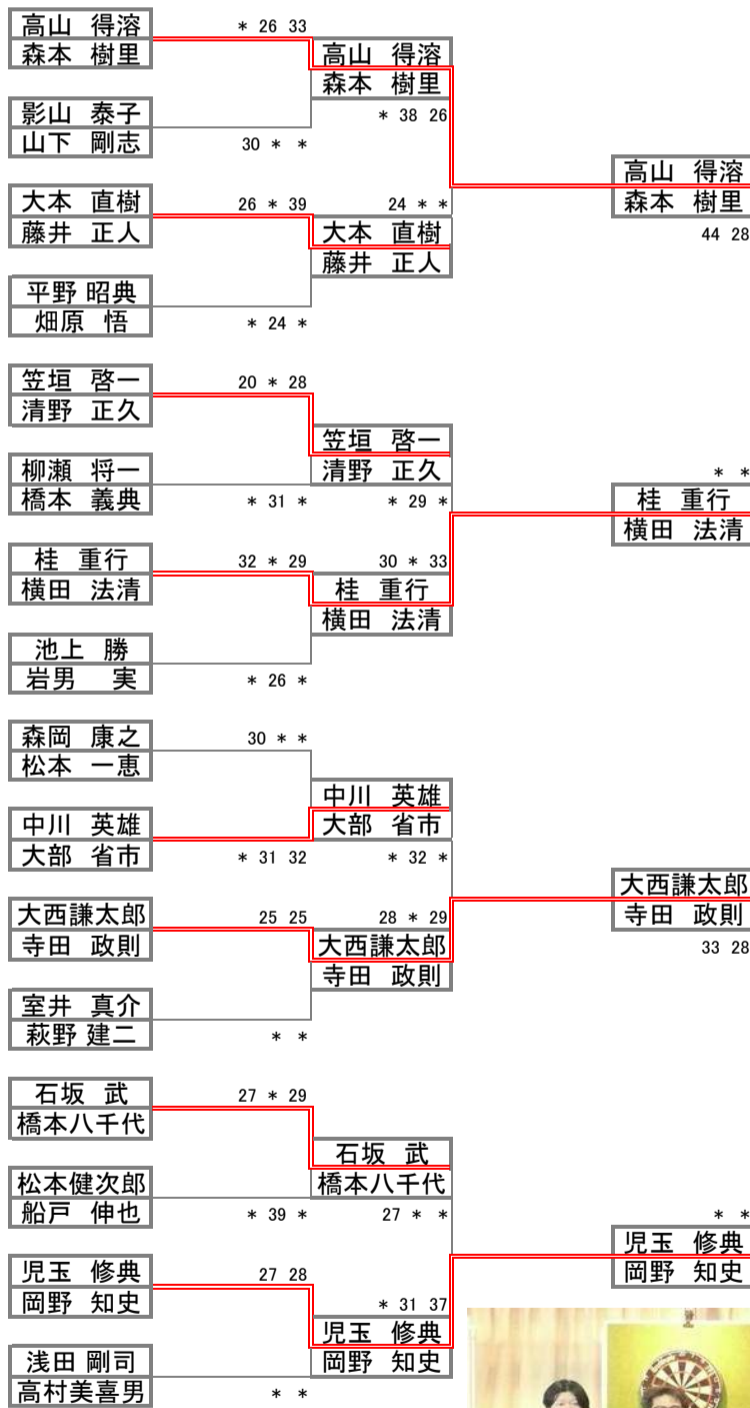 高山 得溶
森本 樹里
* 26 33
影山 泰子
山下 剛志
30 * *
大本 直樹
藤井 正人
26 * 39
平野 昭典
畑原 悟
* 24 *
笠垣 啓一
清野 正久
20 * 28
柳瀬 将一
橋本 義典
* 31 *
桂 重行
横田 法清
32 * 29
池上 勝
岩男 実
* 26 *
森岡 康之
松本 一恵
30 * *
中川 英雄
大部 省市
* 31 32
大西謙太郎
寺田 政則
25 25
室井 真介
萩野 建二
* *
石坂 武
橋本八千代
27 * 29
松本健次郎
船戸 伸也
* 39 *
児玉 修典
岡野 知史
27 28
浅田 剛司
高村美喜男
* *
高山 得溶
森本 樹里
* 38 26
24 * *
大本 直樹
藤井 正人
笠垣 啓一
清野 正久
* 29 *
30 * 33
桂 重行
横田 法清
中川 英雄
大部 省市
* 32 *
28 * 29
大西謙太郎
寺田 政則
石坂 武
橋本八千代
27 * *
* 31 37
児玉 修典
岡野 知史
高山 得溶
森本 樹里
44 28
* *
桂 重行
横田 法清
大西謙太郎
寺田 政則
33 28
* *
児玉 修典
岡野 知史